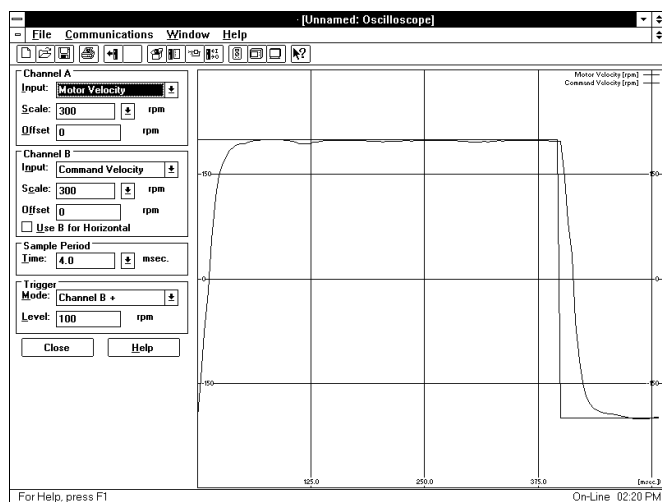 - [Unnamed: Oscilloscope]
File Communications Window Help
Channel A
Input: Motor Velocity
Scale: 300 rpm
Offset 0 rpm
Channel B
Input: Command Velocity
Scale: 300 rpm
Offset 0 rpm
Use B for Horizontal
Sample Period
Time: 4.0 msec.
Trigger
Mode: Channel B +
Level: 100 rpm
Close Help
Motor Velocity [rpm]
Command Velocity [rpm]
150 150
0 0
-150 -150
125.0 250.0 375.0 [msec.]
For Help, press F1 On-Line 02:20 PM